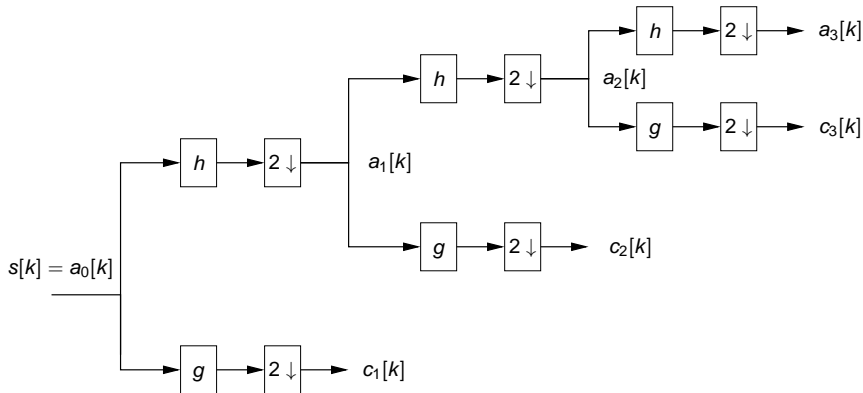 h 2 ↓ a₃[k]
h 2 ↓ a₂[k]
g 2 ↓ c₃[k]
h 2 ↓ a₁[k]
g 2 ↓ c₂[k]
s[k] = a₀[k]
g 2 ↓ c₁[k]